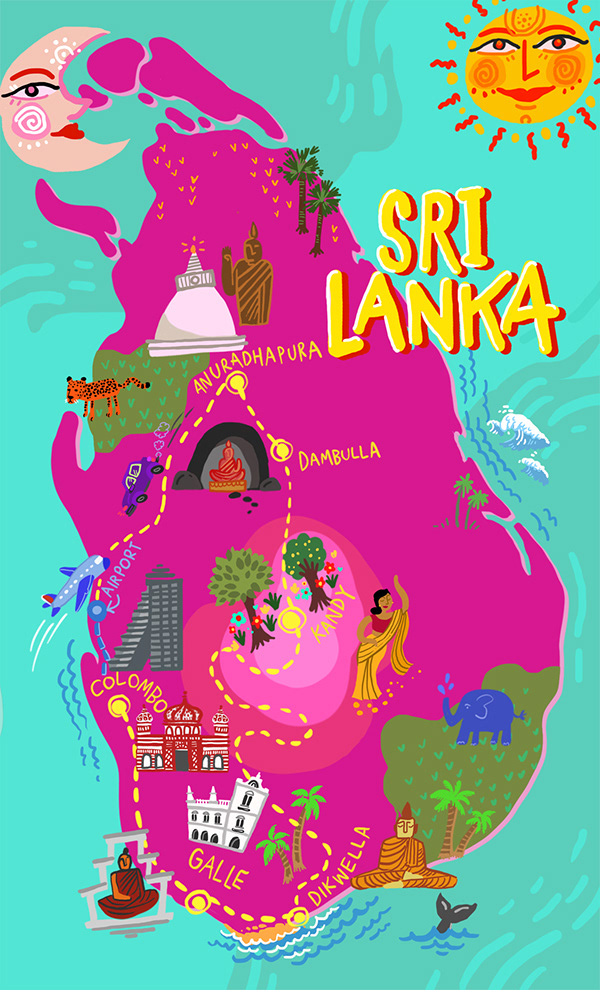 SRI
LANKA
ANURADHAPURA
DAMBULLA
AIRPORT
KANDY
COLOMBO
GALLE
DIKWELLA